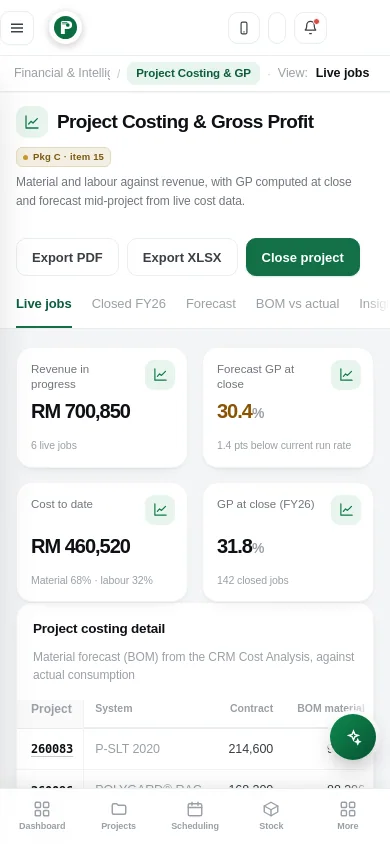 Financial & Intellig / Project Costing & GP · View: Live jobs
Project Costing & Gross Profit
Pkg C · item 15
Material and labour against revenue, with GP computed at close
and forecast mid-project from live cost data.
Export PDF Export XLSX Close project
Live jobs Closed FY26 Forecast BOM vs actual Insig
Revenue in
progress
RM 700,850
6 live jobs
Forecast GP at
close
30.4%
1.4 pts below current run rate
Cost to date
RM 460,520
Material 68% · labour 32%
GP at close (FY26)
31.8%
142 closed jobs
Project costing detail
Material forecast (BOM) from the CRM Cost Analysis, against
actual consumption
Project System Contract BOM material
260083 P-SLT 2020 214,600
Dashboard Projects Scheduling Stock More